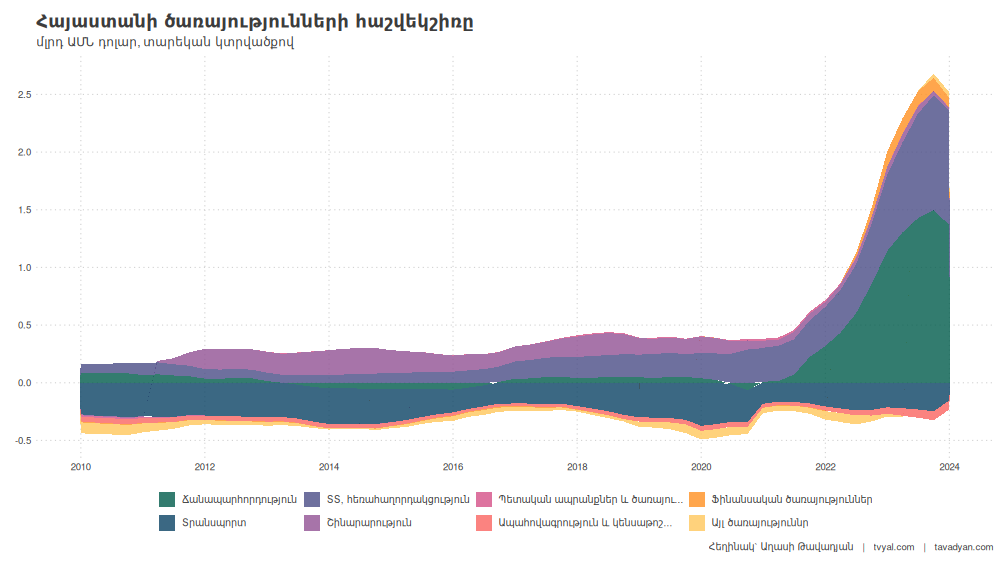 Հայաստանի ծառայությունների հաշվեկշիռը
մլրդ ԱՄՆ դոլար, տարեկան կտրվածքով
2.5
2.0
1.5
1.0
0.5
0.0
-0.5
2010 2012 2014 2016 2018 2020 2022 2024
Ճանապարհորդություն ՏՏ, հեռահաղորդակցություն Պետական ապրանքներ և ծառայու... Ֆինանսական ծառայություններ
Տրանսպորտ Շինարարություն Ապահովագրություն և կենսաթոշ... Այլ ծառայություննր
Հեղինակ՝ Աղասի Թավադյան | tvyal.com | tavadyan.com